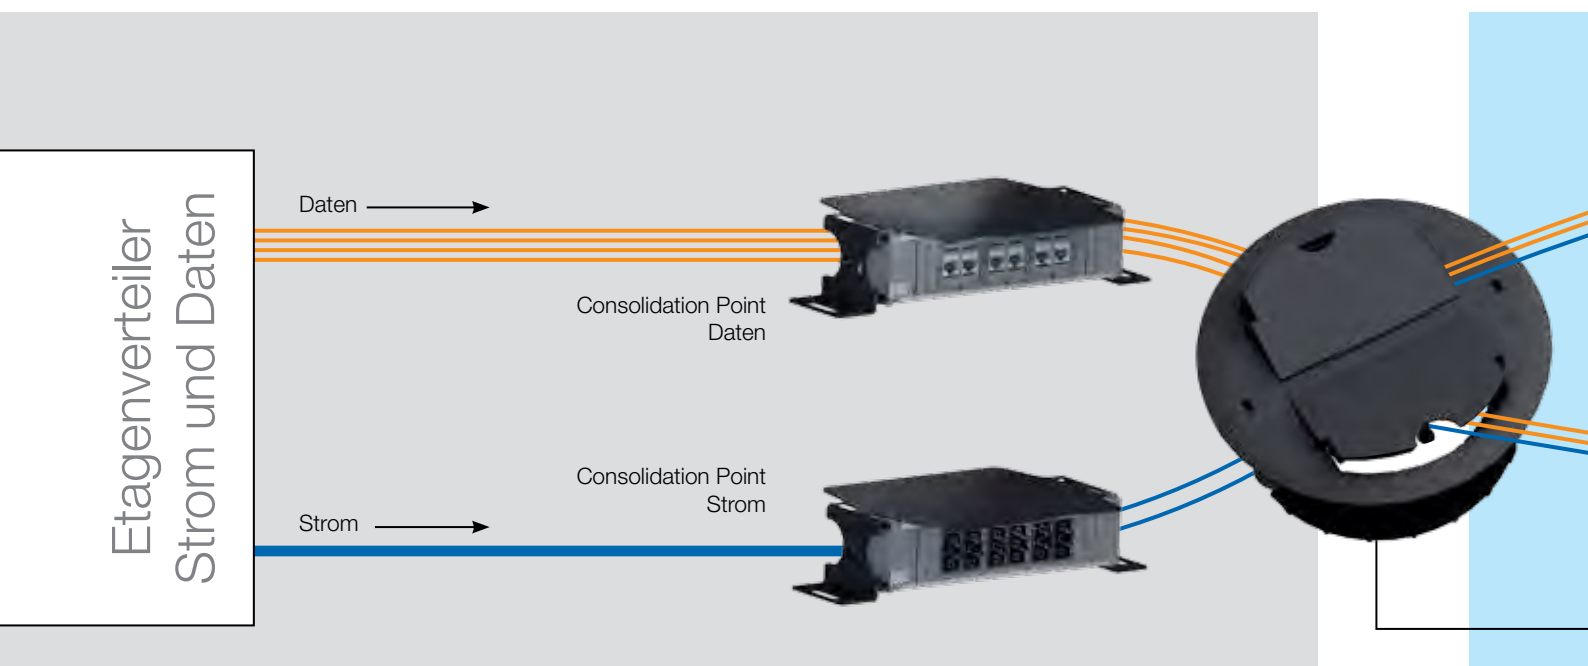 Etagenverteiler
Strom und Daten
Daten
Consolidation Point
Daten
Consolidation Point
Strom
Strom